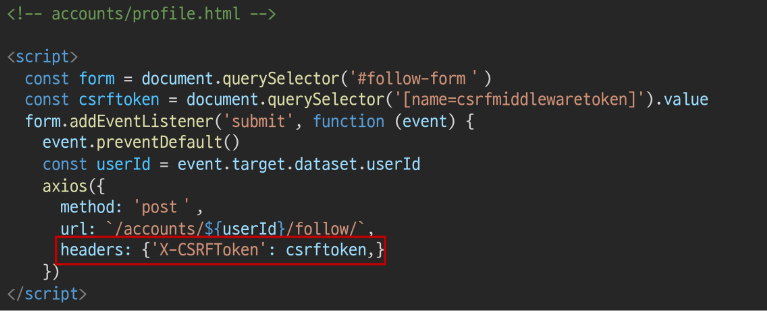 <!-- accounts/profile.html -->
<script>
const form = document.querySelector('#follow-form ' )
const csrftoken = document.querySelector('[name=csrfmiddlewaretoken]').value
form.addEventListener('submit', function (event) {
event.preventDefault()
const userId = event.target.dataset.userId
axios({
method: 'post ' ,
url: `/accounts/${userId}/follow/`,
headers: {'X-CSRFToken': csrftoken,}
})
</script>